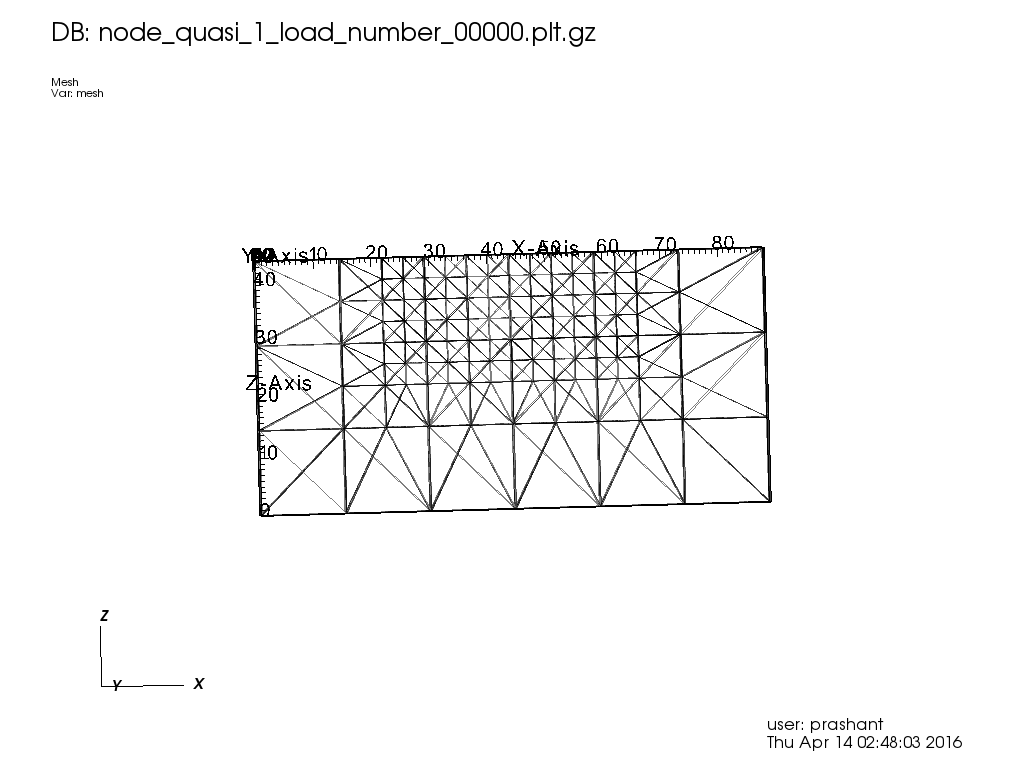 DB: node_quasi_1_load_number_00000.plt.gz
Mesh
Var: mesh
10 20 30 40 X-Axis 60 70 80
40
30
Z-Axis
20
10
0
Z
Y X
user: prashant
Thu Apr 14 02:48:03 2016